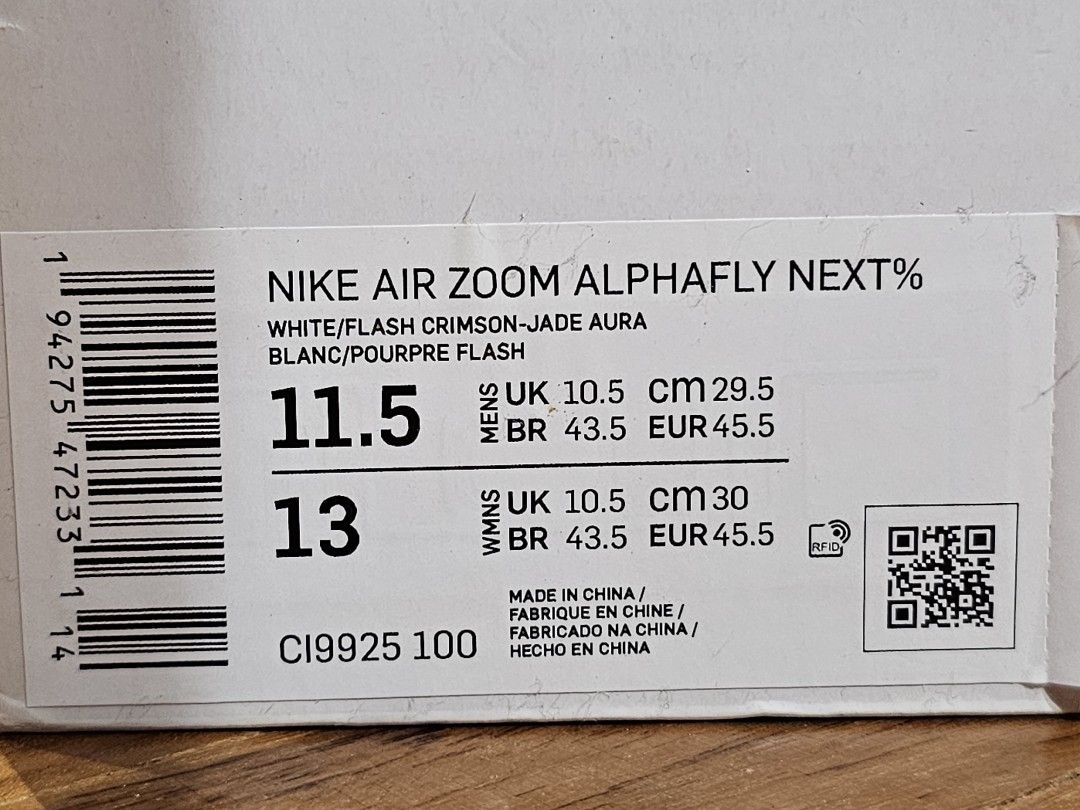 NIKE AIR ZOOM ALPHAFLY NEXT%
WHITE/FLASH CRIMSON-JADE AURA
BLANC/POURPRE FLASH
11.5
MENS
UK 10.5 cm 29.5
BR 43.5 EUR 45.5
13
WMNS
UK 10.5 cm 30
BR 43.5 EUR 45.5
RFID
CI9925 100
MADE IN CHINA /
FABRIQUE EN CHINE /
FABRICADO NA CHINA /
HECHO EN CHINA
1 94275 47233 1 14